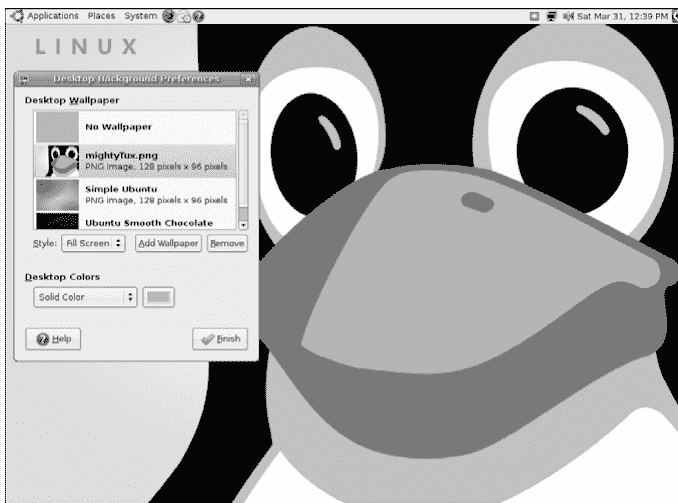 Applications Places System
Sat Mar 31, 12:39 PM
LINUX
Desktop Background Preferences
Desktop Wallpaper
No Wallpaper
mightyTux.png
PNG image, 128 pixels x 96 pixels
Simple Ubuntu
PNG image, 128 pixels x 96 pixels
Ubuntu Smooth Chocolate
Style: Fill Screen Add Wallpaper Remove
Desktop Colors
Solid Color
Help Finish